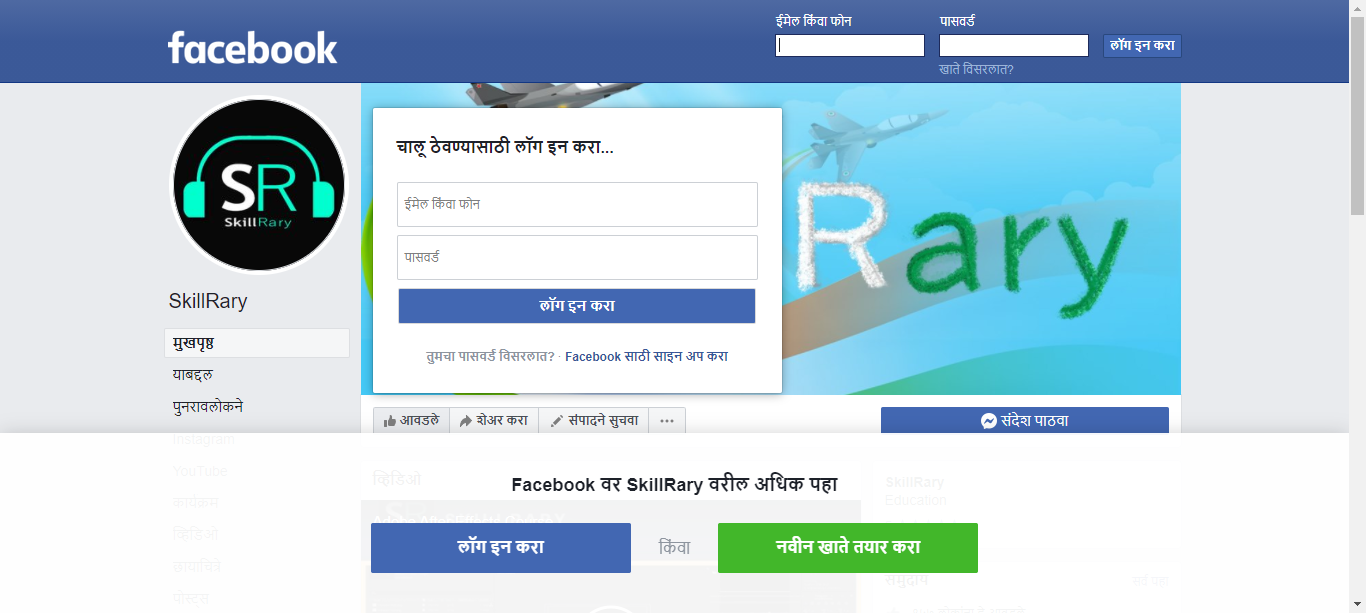 facebook
ईमेल किंवा फोन
पासवर्ड
लॉग इन करा
खाते विसरलात?
SR
SkillRary
SkillRary
मुखपृष्ठ
याबद्दल
पुनरावलोकने
Instagram
YouTube
कार्यक्रम
व्हिडिओ
छायाचित्रे
पोस्ट्स
चालू ठेवण्यासाठी लॉग इन करा...
ईमेल किंवा फोन
पासवर्ड
लॉग इन करा
तुमचा पासवर्ड विसरलात? · Facebook साठी साइन अप करा
Rary
आवडले
शेअर करा
संपादने सुचवा
...
संदेश पाठवा
व्हिडिओ
SkillRary
Education
Facebook वर SkillRary वरील अधिक पहा
लॉग इन करा
किंवा
नवीन खाते तयार करा
समुदाय
सर्व पहा